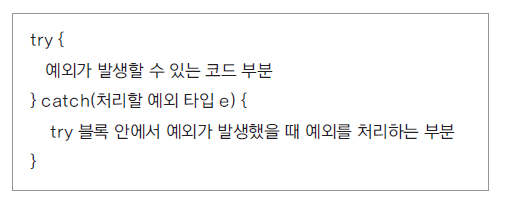 try {
예외가 발생할 수 있는 코드 부분
} catch(처리할 예외 타입 e) {
try 블록 안에서 예외가 발생했을 때 예외를 처리하는 부분
}